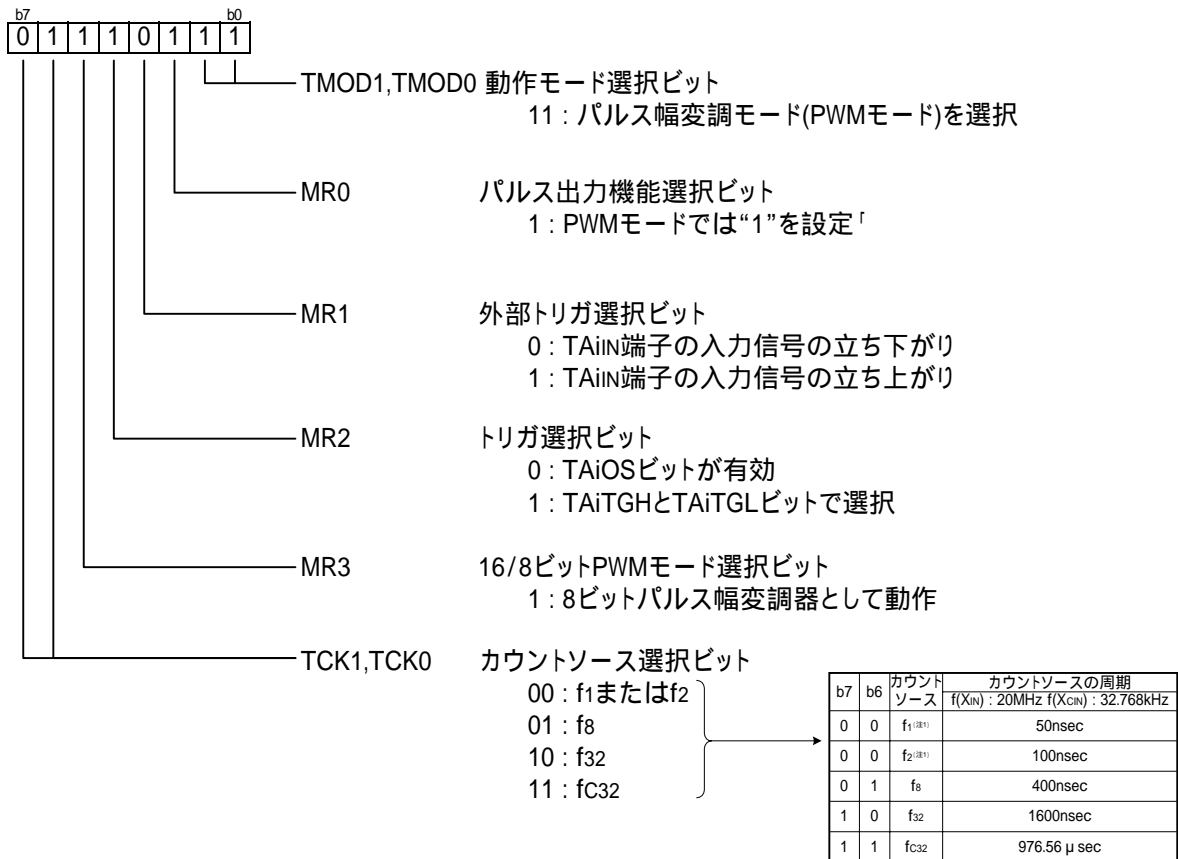 b7 b0
0 1 1 1 0 1 1 1
TMOD1,TMOD0 動作モード選択ビット
11 : パルス幅変調モード(PWMモード)を選択
MR0 パルス出力機能選択ビット
1 : PWMモードでは“1”を設定「
MR1 外部トリガ選択ビット
0 : TAiIN端子の入力信号の立ち下がり
1 : TAiIN端子の入力信号の立ち上がり
MR2 トリガ選択ビット
0 : TAiOSビットが有効
1 : TAiTGHとTAiTGLビットで選択
MR3 16/8ビットPWMモード選択ビット
1 : 8ビットパルス幅変調器として動作
TCK1,TCK0 カウントソース選択ビット
00 : f1またはf2
01 : f8
10 : f32
11 : fC32
b7 b6 カウントソース カウントソースの周期
f(XIN) : 20MHz f(XCIN) : 32.768kHz
0 0 f1(注1) 50nsec
0 0 f2(注1) 100nsec
0 1 f8 400nsec
1 0 f32 1600nsec
1 1 fC32 976.56 μ sec